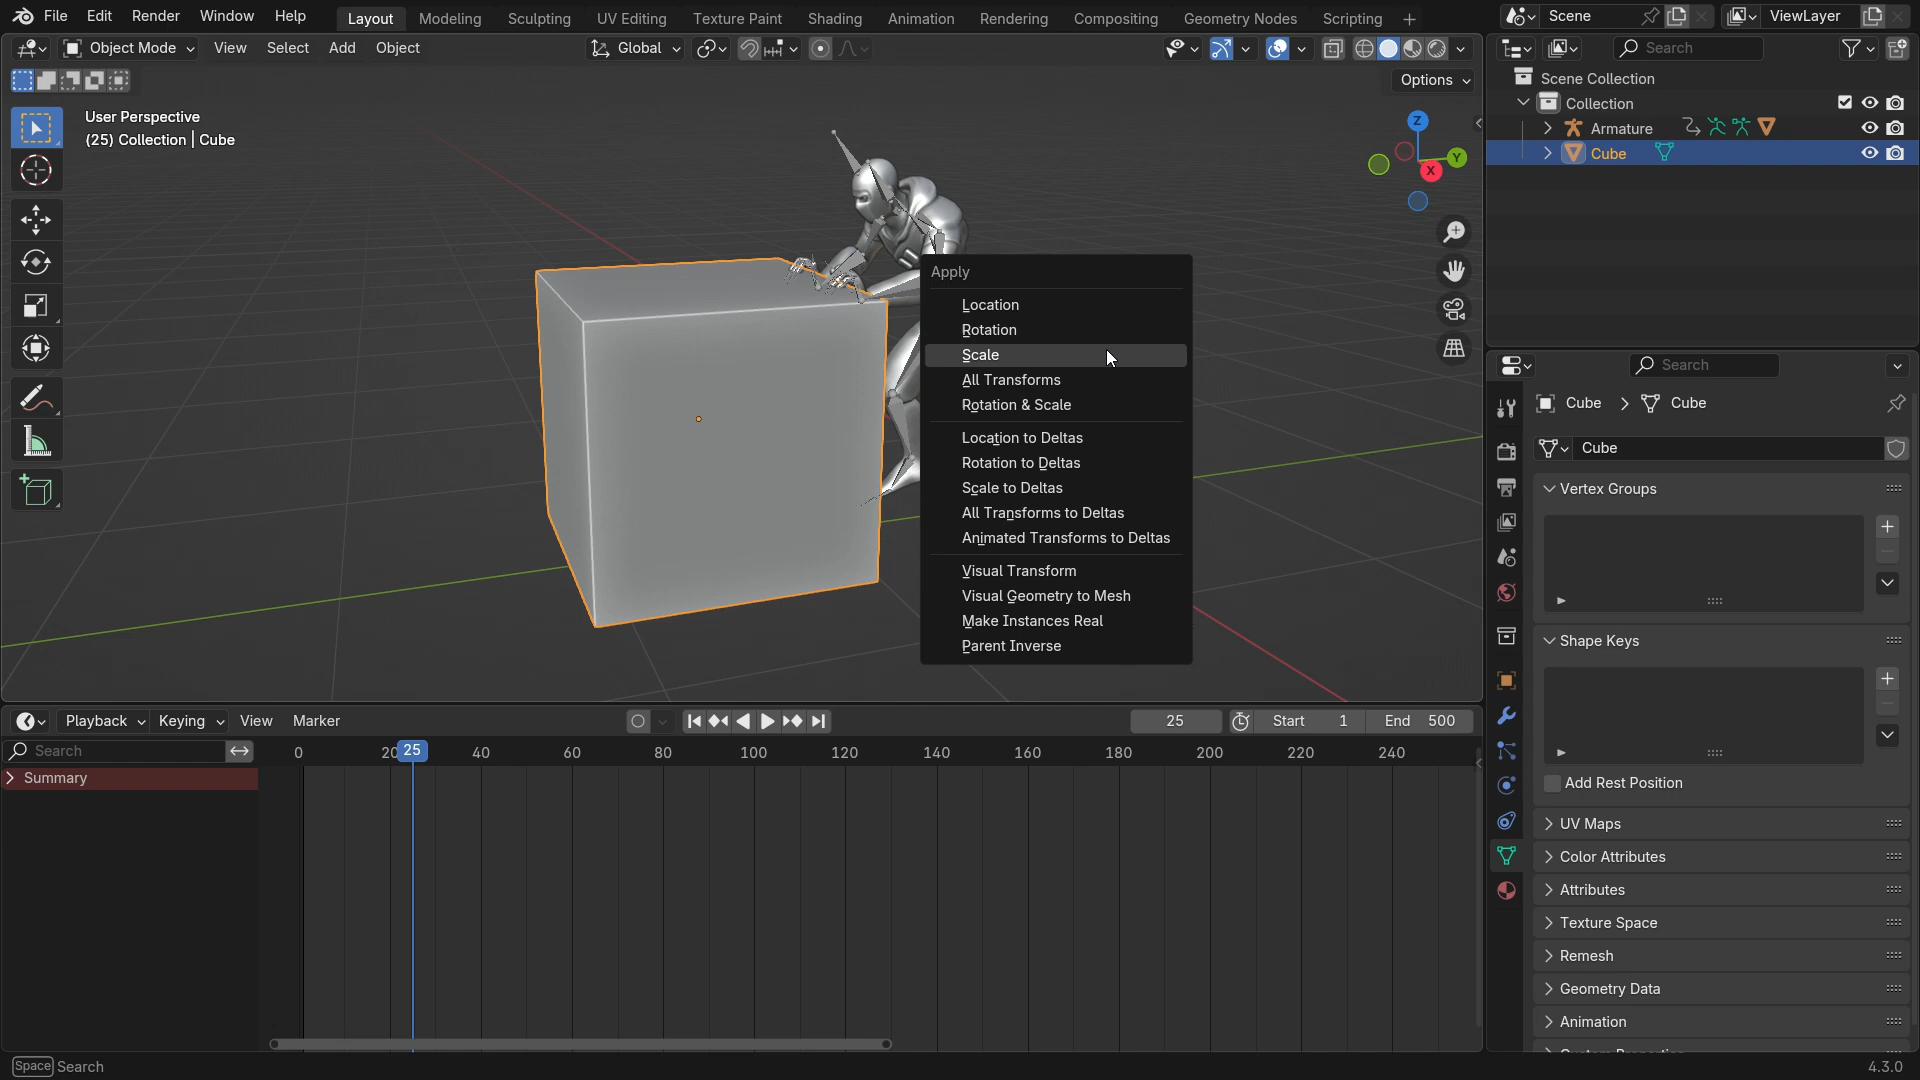 File Edit Render Window Help Layout Modeling Sculpting UV Editing Texture Paint Shading Animation Rendering Compositing Geometry Nodes Scripting + Scene ViewLayer
Object Mode View Select Add Object Global Search
Options
User Perspective
(25) Collection | Cube
Z
Y
X
Scene Collection
Collection
Armature
Cube
Apply
Location
Rotation
Scale
All Transforms
Rotation & Scale
Location to Deltas
Rotation to Deltas
Scale to Deltas
All Transforms to Deltas
Animated Transforms to Deltas
Visual Transform
Visual Geometry to Mesh
Make Instances Real
Parent Inverse
Search
Cube > Cube
Cube
Vertex Groups
Shape Keys
Add Rest Position
UV Maps
Color Attributes
Attributes
Texture Space
Remesh
Geometry Data
Animation
Playback Keying View Marker 25 Start 1 End 500
Search 0 20 25 40 60 80 100 120 140 160 180 200 220 240
Summary
Space Search 4.3.0